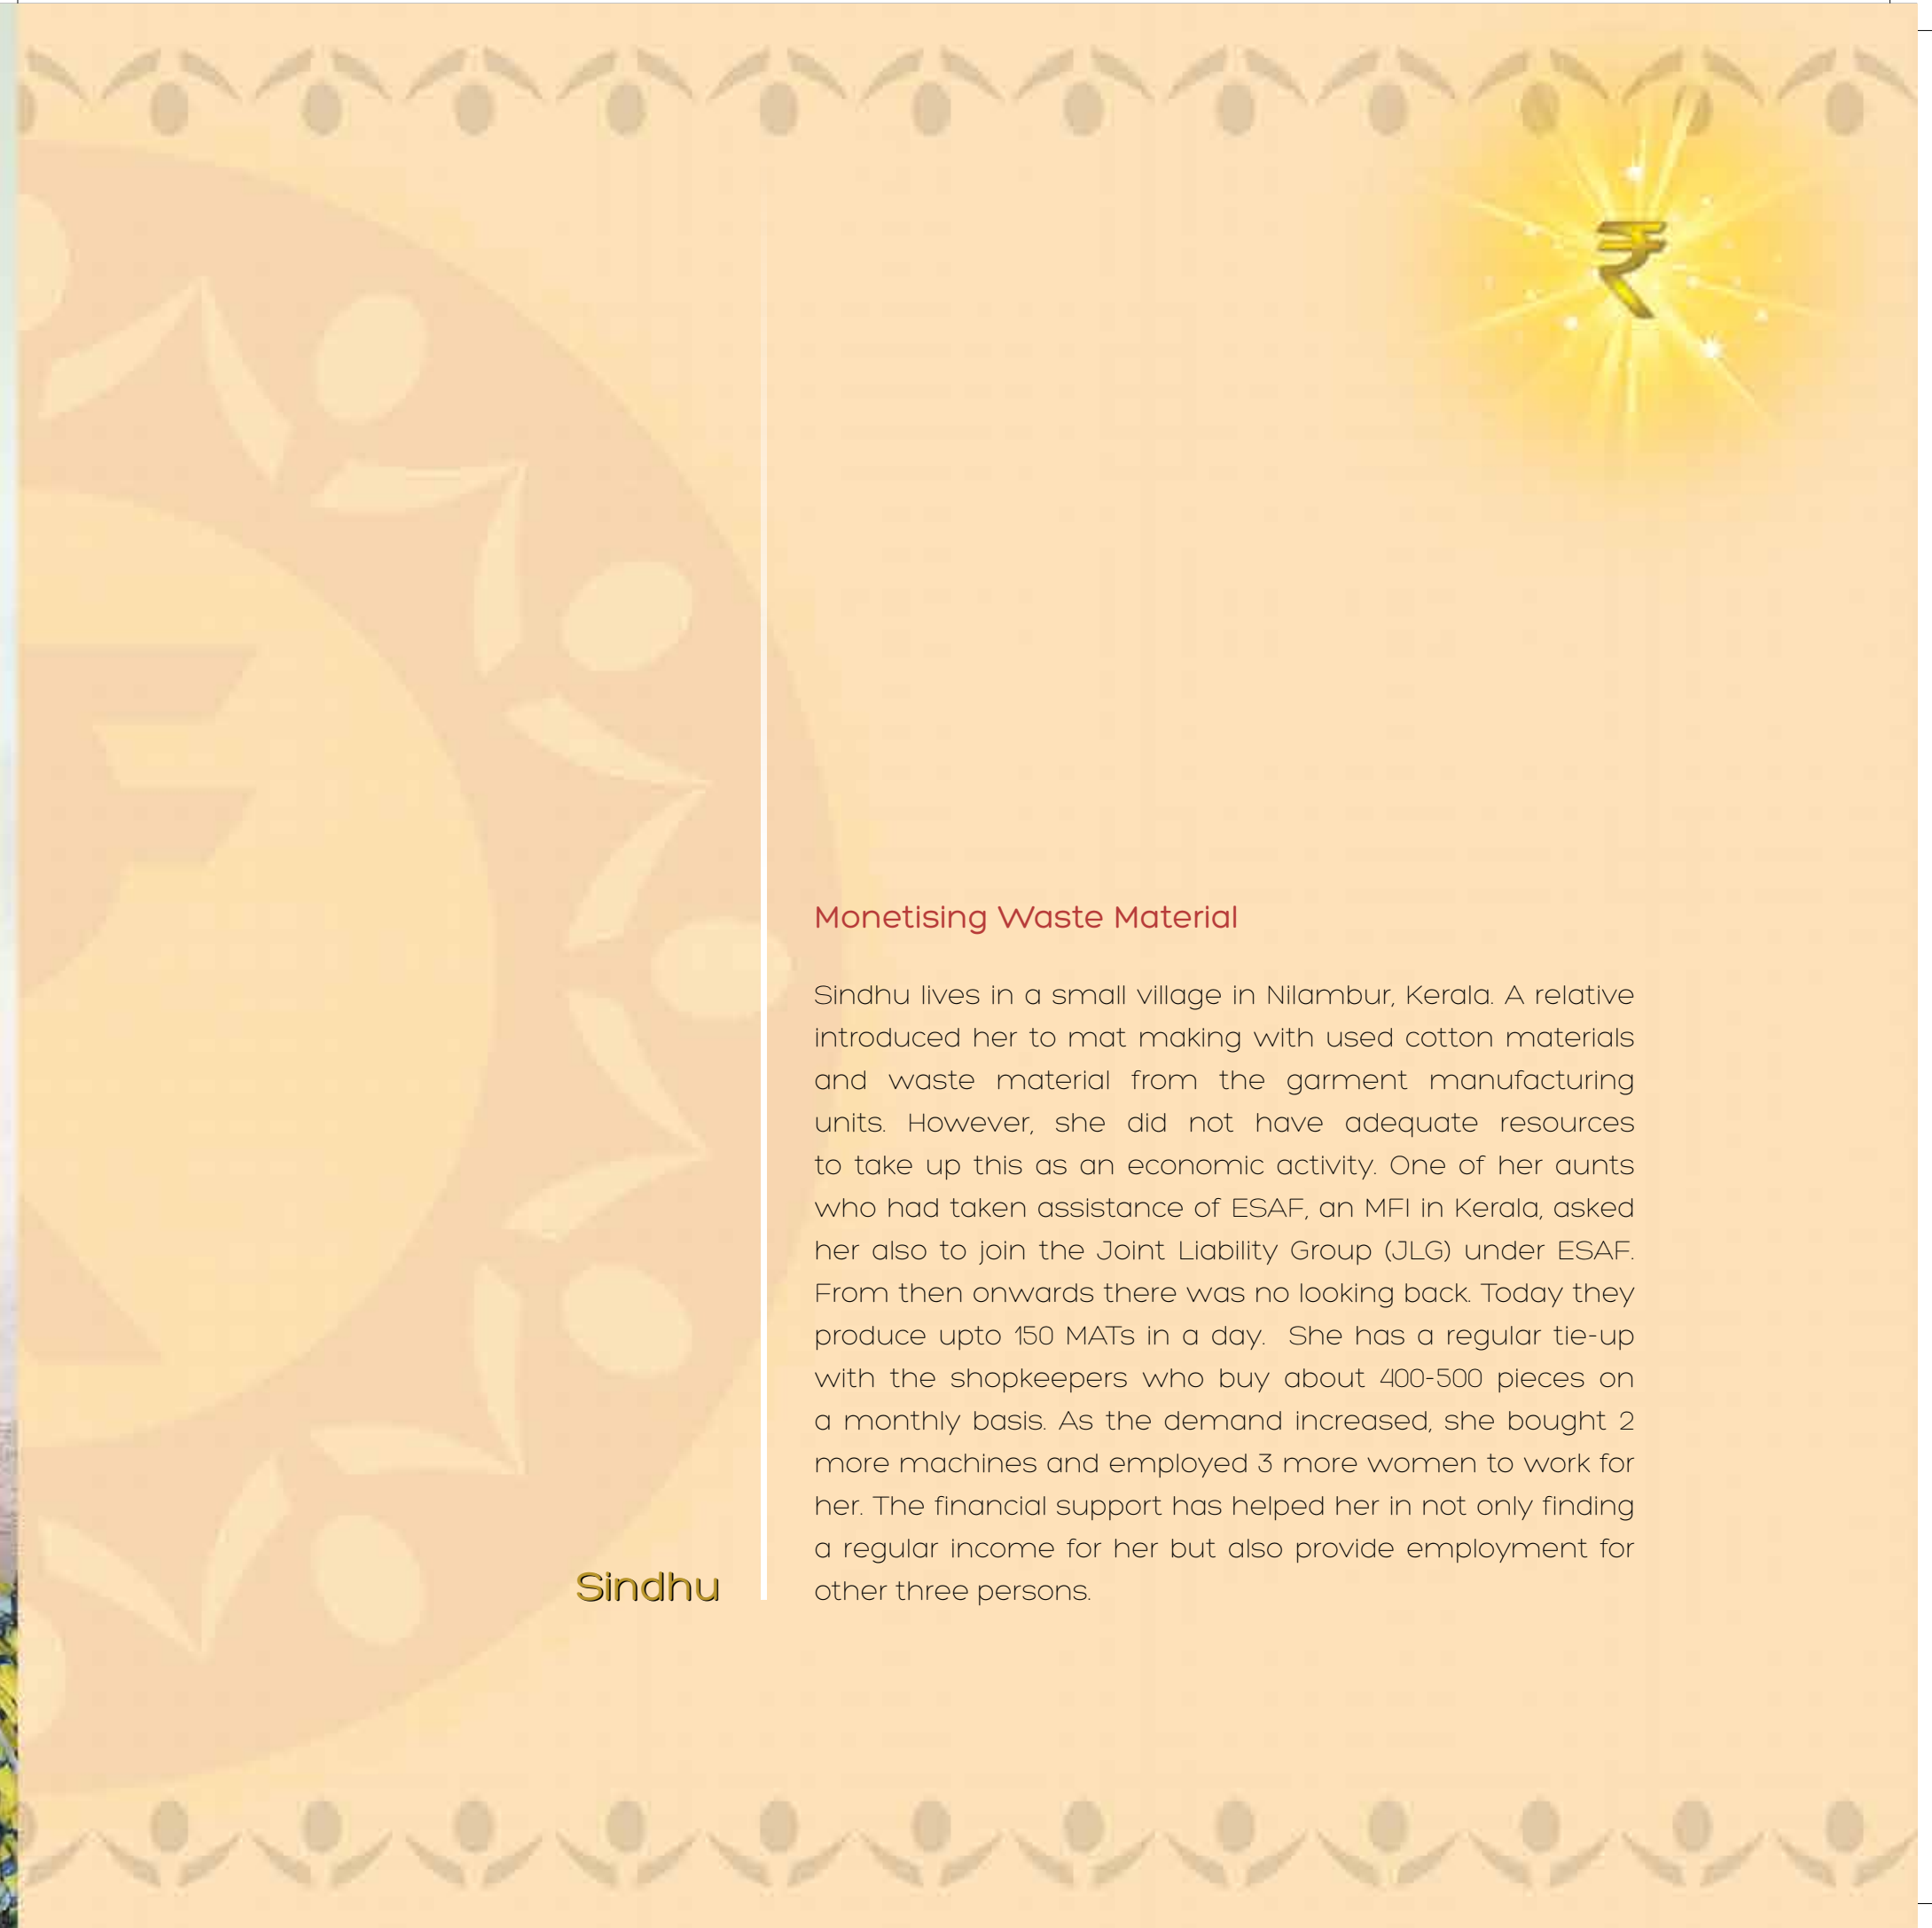 ₹
Monetising Waste Material
Sindhu lives in a small village in Nilambur, Kerala. A relative
introduced her to mat making with used cotton materials
and waste material from the garment manufacturing
units. However, she did not have adequate resources
to take up this as an economic activity. One of her aunts
who had taken assistance of ESAF, an MFI in Kerala, asked
her also to join the Joint Liability Group (JLG) under ESAF.
From then onwards there was no looking back. Today they
produce upto 150 MATs in a day. She has a regular tie-up
with the shopkeepers who buy about 400-500 pieces on
a monthly basis. As the demand increased, she bought 2
more machines and employed 3 more women to work for
her. The financial support has helped her in not only finding
a regular income for her but also provide employment for
other three persons.
Sindhu